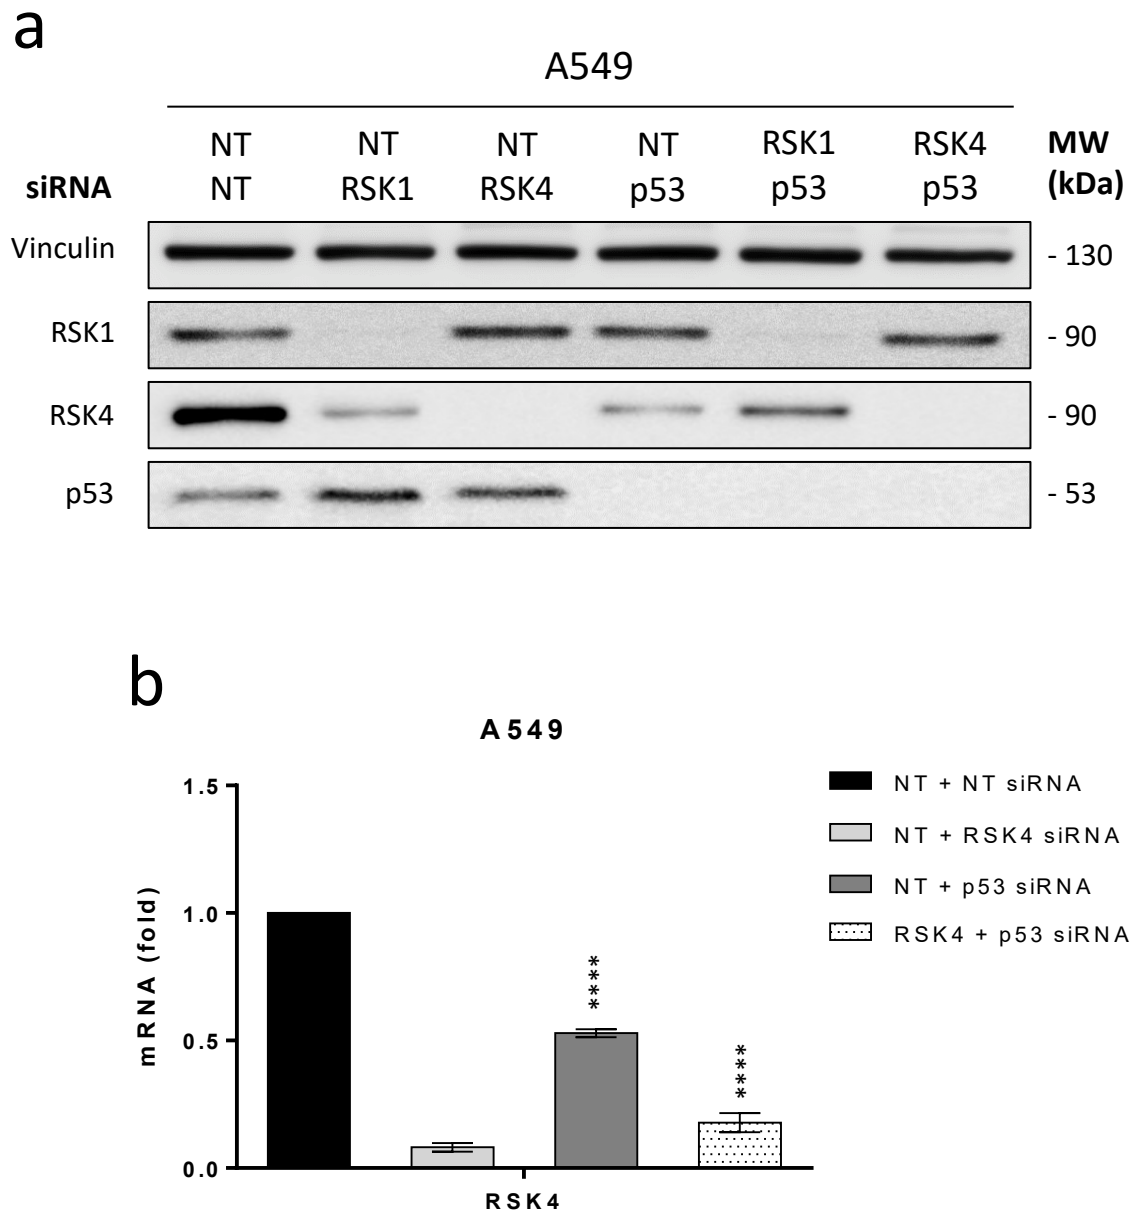 a
A549
NT NT NT NT RSK1 RSK4 MW
siRNA NT RSK1 RSK4 p53 p53 p53 (kDa)
Vinculin - 130
RSK1 - 90
RSK4 - 90
p53 - 53
b
A549
1.5
1.0
0.5
0.0
mRNA (fold)
****
****
RSK4
NT + NT siRNA
NT + RSK4 siRNA
NT + p53 siRNA
RSK4 + p53 siRNA